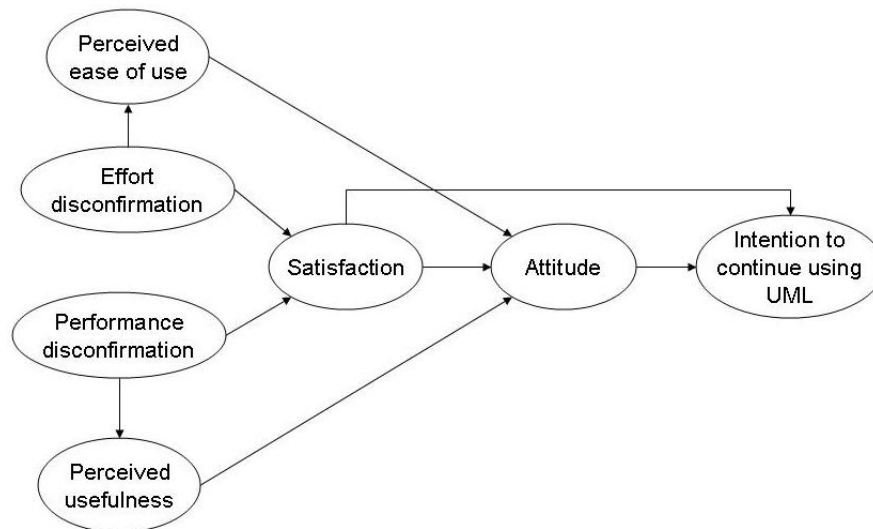 Perceived
ease of use
Effort
disconfirmation
Satisfaction
Attitude
Intention to
continue using
UML
Performance
disconfirmation
Perceived
usefulness